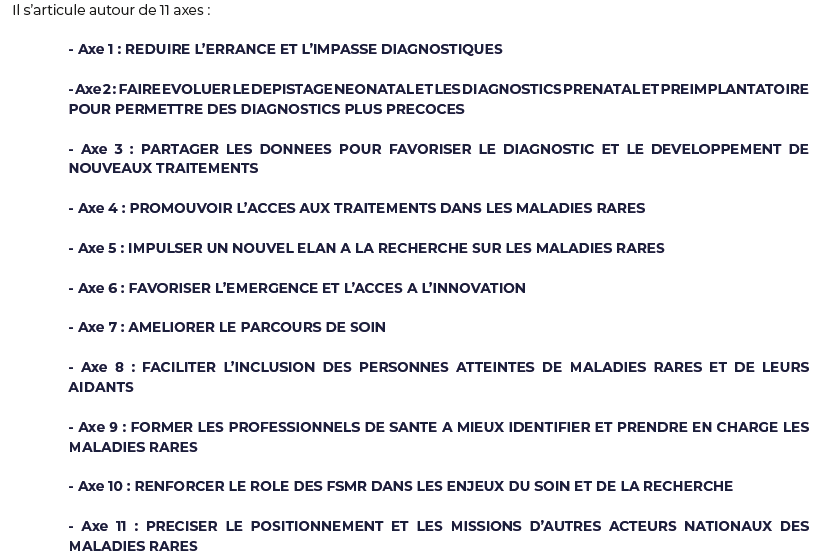 Il s'articule autour de 11 axes :
- Axe 1 : REDUIRE L'ERRANCE ET L'IMPASSE DIAGNOSTIQUES
- Axe 2 : FAIRE EVOLUER LE DEPISTAGE NEONATAL ET LES DIAGNOSTICS PRENATAL ET PREIMPLANTATOIRE
POUR PERMETTRE DES DIAGNOSTICS PLUS PRECOCES
- Axe 3 : PARTAGER LES DONNEES POUR FAVORISER LE DIAGNOSTIC ET LE DEVELOPPEMENT DE
NOUVEAUX TRAITEMENTS
- Axe 4 : PROMOUVOIR L'ACCES AUX TRAITEMENTS DANS LES MALADIES RARES
- Axe 5 : IMPULSER UN NOUVEL ELAN A LA RECHERCHE SUR LES MALADIES RARES
- Axe 6 : FAVORISER L'EMERGENCE ET L'ACCES A L'INNOVATION
- Axe 7 : AMELIORER LE PARCOURS DE SOIN
- Axe 8 : FACILITER L'INCLUSION DES PERSONNES ATTEINTES DE MALADIES RARES ET DE LEURS
AIDANTS
- Axe 9 : FORMER LES PROFESSIONNELS DE SANTE A MIEUX IDENTIFIER ET PRENDRE EN CHARGE LES
MALADIES RARES
- Axe 10 : RENFORCER LE ROLE DES FSMR DANS LES ENJEUX DU SOIN ET DE LA RECHERCHE
- Axe 11 : PRECISER LE POSITIONNEMENT ET LES MISSIONS D'AUTRES ACTEURS NATIONAUX DES
MALADIES RARES